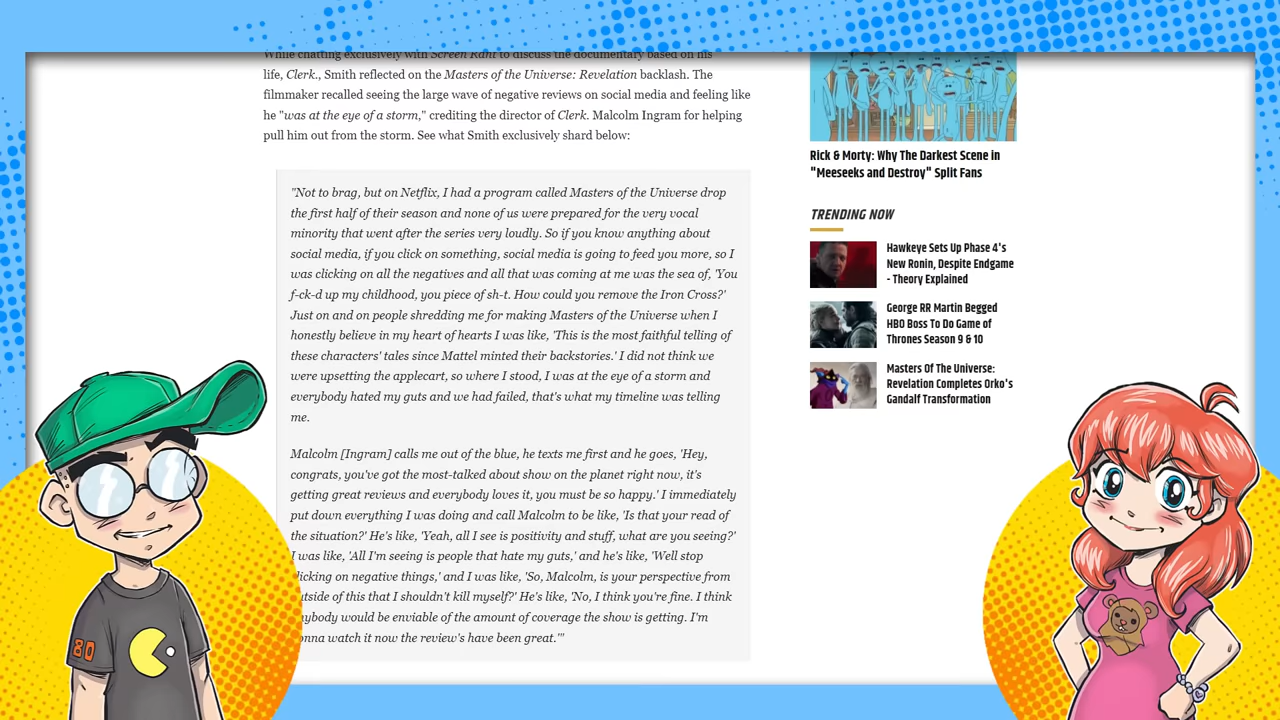 While chatting exclusively with Screen Rant to discuss the documentary based on his
life, Clerk., Smith reflected on the Masters of the Universe: Revelation backlash. The
filmmaker recalled seeing the large wave of negative reviews on social media and feeling like
he "was at the eye of a storm," crediting the director of Clerk. Malcolm Ingram for helping
pull him out from the storm. See what Smith exclusively shard below:
"Not to brag, but on Netflix, I had a program called Masters of the Universe drop
the first half of their season and none of us were prepared for the very vocal
minority that went after the series very loudly. So if you know anything about
social media, if you click on something, social media is going to feed you more, so I
was clicking on all the negatives and all that was coming at me was the sea of, 'You
f-ck-d up my childhood, you piece of sh-t. How could you remove the Iron Cross?'
Just on and on people shredding me for making Masters of the Universe when I
honestly believe in my heart of hearts I was like, 'This is the most faithful telling of
these characters' tales since Mattel minted their backstories.' I did not think we
were upsetting the applecart, so where I stood, I was at the eye of a storm and
everybody hated my guts and we had failed, that's what my timeline was telling
me.
Malcolm [Ingram] calls me out of the blue, he texts me first and he goes, 'Hey,
congrats, you've got the most-talked about show on the planet right now, it's
getting great reviews and everybody loves it, you must be so happy.' I immediately
put down everything I was doing and call Malcolm to be like, 'Is that your read of
the situation?' He's like, 'Yeah, all I see is positivity and stuff, what are you seeing?'
I was like, 'All I'm seeing is people that hate my guts,' and he's like, 'Well stop
licking on negative things,' and I was like, 'So, Malcolm, is your perspective from
utside of this that I shouldn't kill myself?' He's like, 'No, I think you're fine. I think
nybody would be enviable of the amount of coverage the show is getting. I'm
onna watch it now the review's have been great.'"
Rick & Morty: Why The Darkest Scene in
"Meeseeks and Destroy" Split Fans
TRENDING NOW
Hawkeye Sets Up Phase 4's
New Ronin, Despite Endgame
- Theory Explained
George RR Martin Begged
HBO Boss To Do Game of
Thrones Season 9 & 10
Masters Of The Universe:
Revelation Completes Orko's
Gandalf Transformation
80